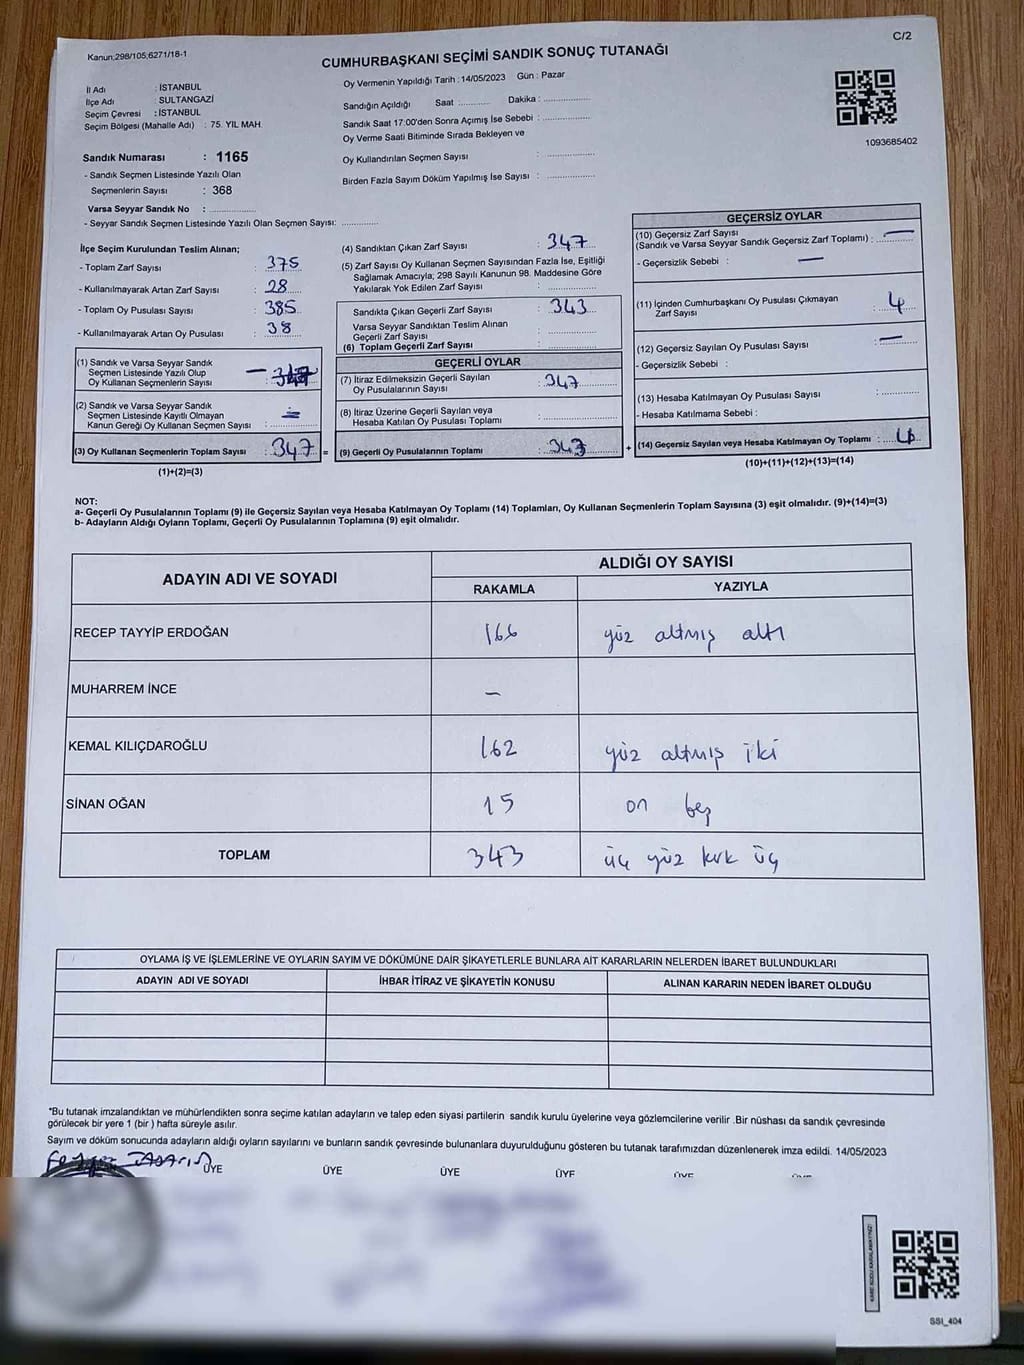 Kanun;298/105;6271/18-1
C/2
CUMHURBAŞKANI SEÇİMİ SANDIK SONUÇ TUTANAĞI
İl Adı : İSTANBUL
İlçe Adı : SULTANGAZİ
Seçim Çevresi : İSTANBUL
Seçim Bölgesi (Mahalle Adı) : 75. YIL MAH.
Sandık Numarası : 1165
- Sandık Seçmen Listesinde Yazılı Olan
Seçmenlerin Sayısı : 368
Varsa Seyyar Sandık No : ..............
- Seyyar Sandık Seçmen Listesinde Yazılı Olan Seçmen Sayısı: ............
Oy Vermenin Yapıldığı Tarih : 14/05/2023 Gün : Pazar
Sandığın Açıldığı Saat ........... Dakika : ................
Sandık Saat 17:00'den Sonra Açımış İse Sebebi : ................
Oy Verme Saati Bitiminde Sırada Bekleyen ve
Oy Kullandırılan Seçmen Sayısı : ................
Birden Fazla Sayım Döküm Yapılmış İse Sayısı : ................
1093685402
İlçe Seçim Kurulundan Teslim Alınan;
- Toplam Zarf Sayısı : 375
- Kullanılmayarak Artan Zarf Sayısı : 28
- Toplam Oy Pusulası Sayısı : 385
- Kullanılmayarak Artan Oy Pusulası : 38
(1) Sandık ve Varsa Seyyar Sandık
Seçmen Listesinde Yazılı Olup
Oy Kullanan Seçmenlerin Sayısı : — 347
(2) Sandık ve Varsa Seyyar Sandık
Seçmen Listesinde Kayıtlı Olmayan
Kanun Gereği Oy Kullanan Seçmen Sayısı :
(3) Oy Kullanan Seçmenlerin Toplam Sayısı : 347 =
(1)+(2)=(3)
(4) Sandıktan Çıkan Zarf Sayısı : 347
(5) Zarf Sayısı Oy Kullanan Seçmen Sayısından Fazla İse, Eşitliği
Sağlamak Amacıyla; 298 Sayılı Kanunun 98. Maddesine Göre
Yakılarak Yok Edilen Zarf Sayısı : ................
Sandıkla Çıkan Geçerli Zarf Sayısı : 343
Varsa Seyyar Sandıktan Teslim Alınan
Geçerli Zarf Sayısı : ................
(6) Toplam Geçerli Zarf Sayısı : ................
GEÇERLİ OYLAR
(7) İtiraz Edilmeksizin Geçerli Sayılan
Oy Pusulalarının Sayısı : 347
(8) İtiraz Üzerine Geçerli Sayılan veya
Hesaba Katılan Oy Pusulası Toplamı : ................
(9) Geçerli Oy Pusulalarının Toplamı : 343 +
GEÇERSİZ OYLAR
(10) Geçersiz Zarf Sayısı
(Sandık ve Varsa Seyyar Sandık Geçersiz Zarf Toplamı) : —
- Geçersizlik Sebebi : —
(11) İçinden Cumhurbaşkanı Oy Pusulası Çıkmayan
Zarf Sayısı : 4
(12) Geçersiz Sayılan Oy Pusulası Sayısı : —
- Geçersizlik Sebebi :
(13) Hesaba Katılmayan Oy Pusulası Sayısı : ..........
- Hesaba Katılmama Sebebi :
(14) Geçersiz Sayılan veya Hesaba Katılmayan Oy Toplamı : 4
(10)+(11)+(12)+(13)=(14)
NOT:
a- Geçerli Oy Pusulalarının Toplamı (9) ile Geçersiz Sayılan veya Hesaba Katılmayan Oy Toplamı (14) Toplamları, Oy Kullanan Seçmenlerin Toplam Sayısına (3) eşit olmalıdır. (9)+(14)=(3)
b- Adayların Aldığı Oyların Toplamı, Geçerli Oy Pusulalarının Toplamına (9) eşit olmalıdır.
ADAYIN ADI VE SOYADI
ALDIĞI OY SAYISI
RAKAMLA YAZIYLA
RECEP TAYYİP ERDOĞAN 166 yüz altmış altı
MUHARREM İNCE —
KEMAL KILIÇDAROĞLU 162 yüz altmış iki
SİNAN OĞAN 15 on beş
TOPLAM 343 üç yüz kırk üç
OYLAMA İŞ VE İŞLEMLERİNE VE OYLARIN SAYIM VE DÖKÜMÜNE DAİR ŞİKAYETLERLE BUNLARA AİT KARARLARIN NELERDEN İBARET BULUNDUKLARI
ADAYIN ADI VE SOYADI İHBAR İTİRAZ VE ŞİKAYETİN KONUSU ALINAN KARARIN NEDEN İBARET OLDUĞU
*Bu tutanak imzalandıktan ve mühürlendikten sonra seçime katılan adayların ve talep eden siyasi partilerin sandık kurulu üyelerine veya gözlemcilerine verilir .Bir nüshası da sandık çevresinde
görülecek bir yere 1 (bir ) hafta süreyle asılır.
Sayım ve döküm sonucunda adayların aldığı oyların sayılarını ve bunların sandık çevresinde bulunanlara duyurulduğunu gösteren bu tutanak tarafımızdan düzenlenerek imza edildi. 14/05/2023
ÜYE ÜYE ÜYE ÜYE ÜYE
SSI_404